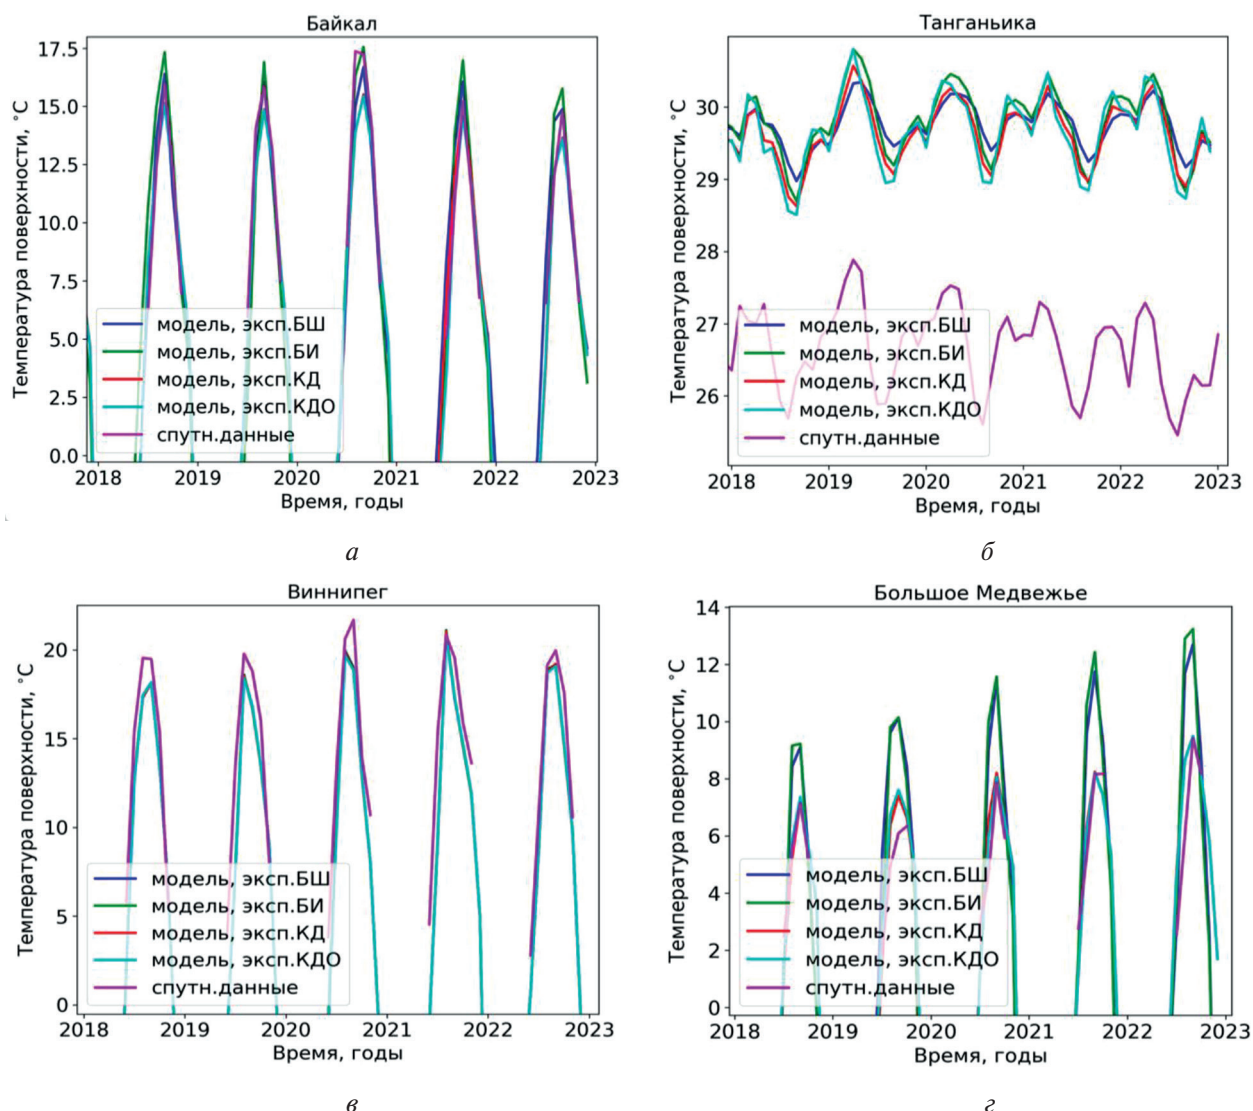 Байкал
Температура поверхности, °C
17.5
15.0
12.5
10.0
7.5
5.0
2.5
0.0
модель, эксп.БШ
модель, эксп.БИ
модель, эксп.КД
модель, эксп.КДО
спутн.данные
2018 2019 2020 2021 2022 2023
Время, годы
а
Танганьика
Температура поверхности, °C
30
29
28
27
26
модель, эксп.БШ
модель, эксп.БИ
модель, эксп.КД
модель, эксп.КДО
спутн.данные
2018 2019 2020 2021 2022 2023
Время, годы
б
Виннипег
Температура поверхности, °C
20
15
10
5
0
модель, эксп.БШ
модель, эксп.БИ
модель, эксп.КД
модель, эксп.КДО
спутн.данные
2018 2019 2020 2021 2022 2023
Время, годы
в
Большое Медвежье
Температура поверхности, °C
14
12
10
8
6
4
2
0
модель, эксп.БШ
модель, эксп.БИ
модель, эксп.КД
модель, эксп.КДО
спутн.данные
2018 2019 2020 2021 2022 2023
Время, годы
г